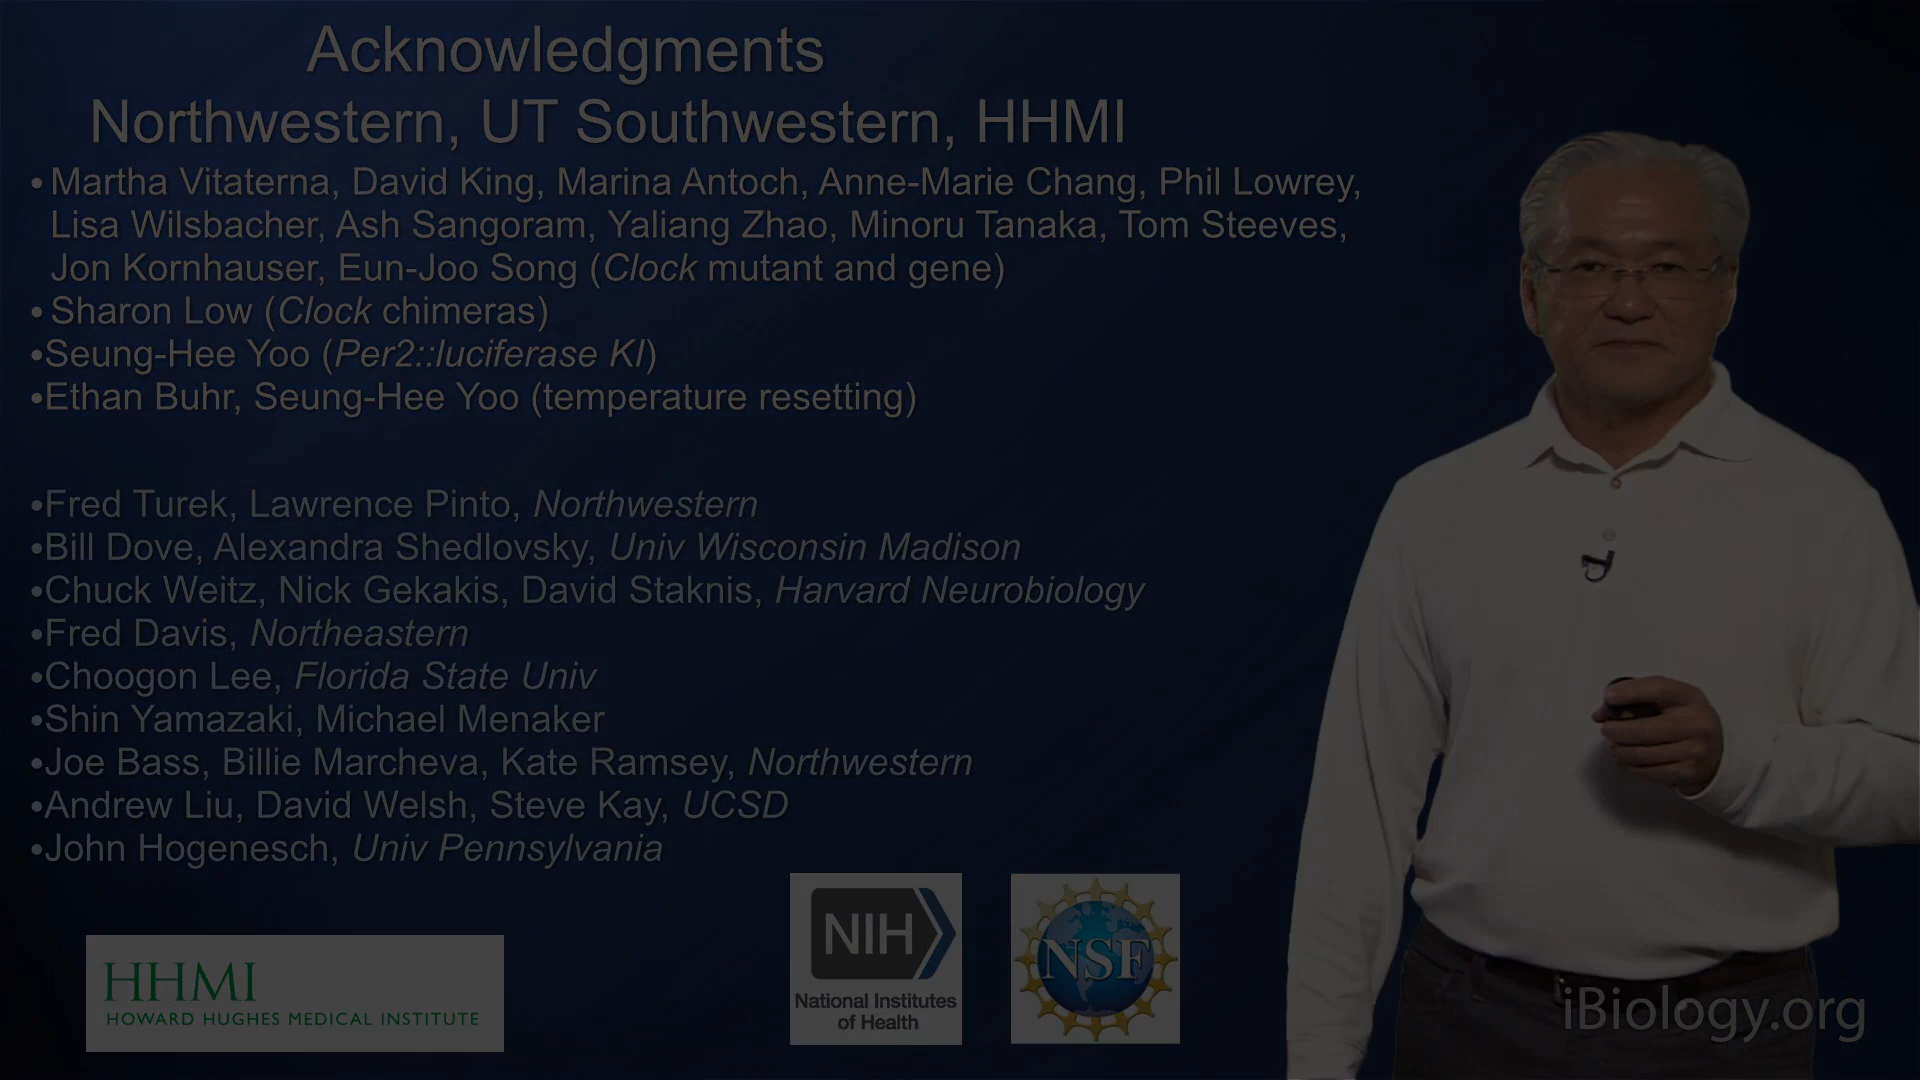 Acknowledgments
Northwestern, UT Southwestern, HHMI
• Martha Vitaterna, David King, Marina Antoch, Anne-Marie Chang, Phil Lowrey,
Lisa Wilsbacher, Ash Sangoram, Yaliang Zhao, Minoru Tanaka, Tom Steeves,
Jon Kornhauser, Eun-Joo Song (Clock mutant and gene)
• Sharon Low (Clock chimeras)
•Seung-Hee Yoo (Per2::luciferase KI)
•Ethan Buhr, Seung-Hee Yoo (temperature resetting)
•Fred Turek, Lawrence Pinto, Northwestern
•Bill Dove, Alexandra Shedlovsky, Univ Wisconsin Madison
•Chuck Weitz, Nick Gekakis, David Staknis, Harvard Neurobiology
•Fred Davis, Northeastern
•Choogon Lee, Florida State Univ
•Shin Yamazaki, Michael Menaker
•Joe Bass, Billie Marcheva, Kate Ramsey, Northwestern
•Andrew Liu, David Welsh, Steve Kay, UCSD
•John Hogenesch, Univ Pennsylvania
HHMI
HOWARD HUGHES MEDICAL INSTITUTE
NIH
National Institutes
of Health
NSF
iBiology.org